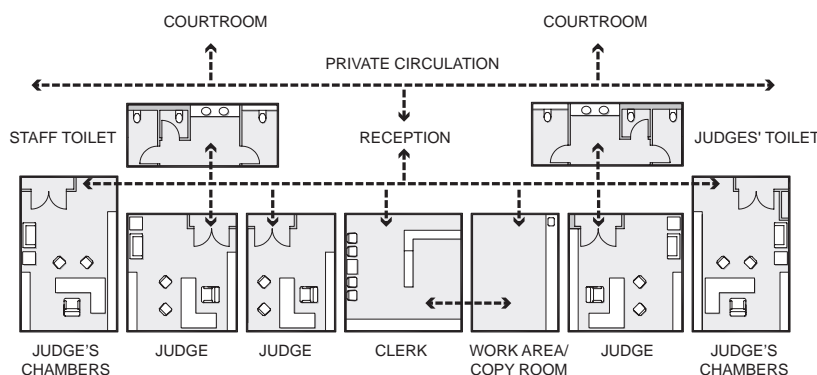 COURTROOM
COURTROOM
PRIVATE CIRCULATION
STAFF TOILET
RECEPTION
JUDGES' TOILET
JUDGE'S
CHAMBERS
JUDGE
JUDGE
CLERK
WORK AREA/
COPY ROOM
JUDGE
JUDGE'S
CHAMBERS